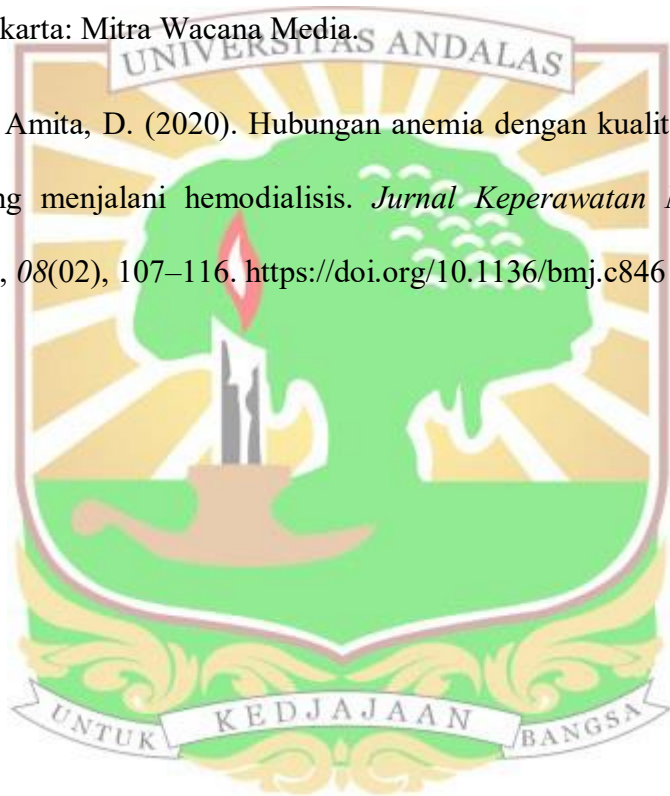 karta: Mitra Wacana Media.
UNIVERSITAS ANDALAS
Amita, D. (2020). Hubungan anemia dengan kualit
ng menjalani hemodialisis. Jurnal Keperawatan
, 08(02), 107–116. https://doi.org/10.1136/bmj.c846
UNTUK KEDJAJAAN BANGSA